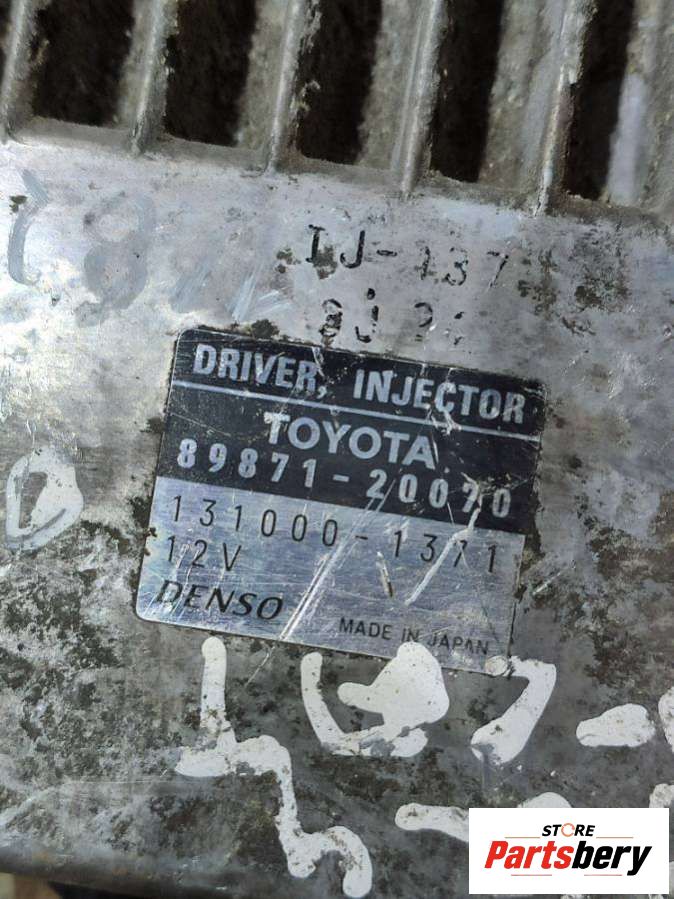 IJ-137
DRIVER, INJECTOR
TOYOTA
89871-20070
131000-1371
12V
DENSO
MADE IN JAPAN
STORE
Partsbery